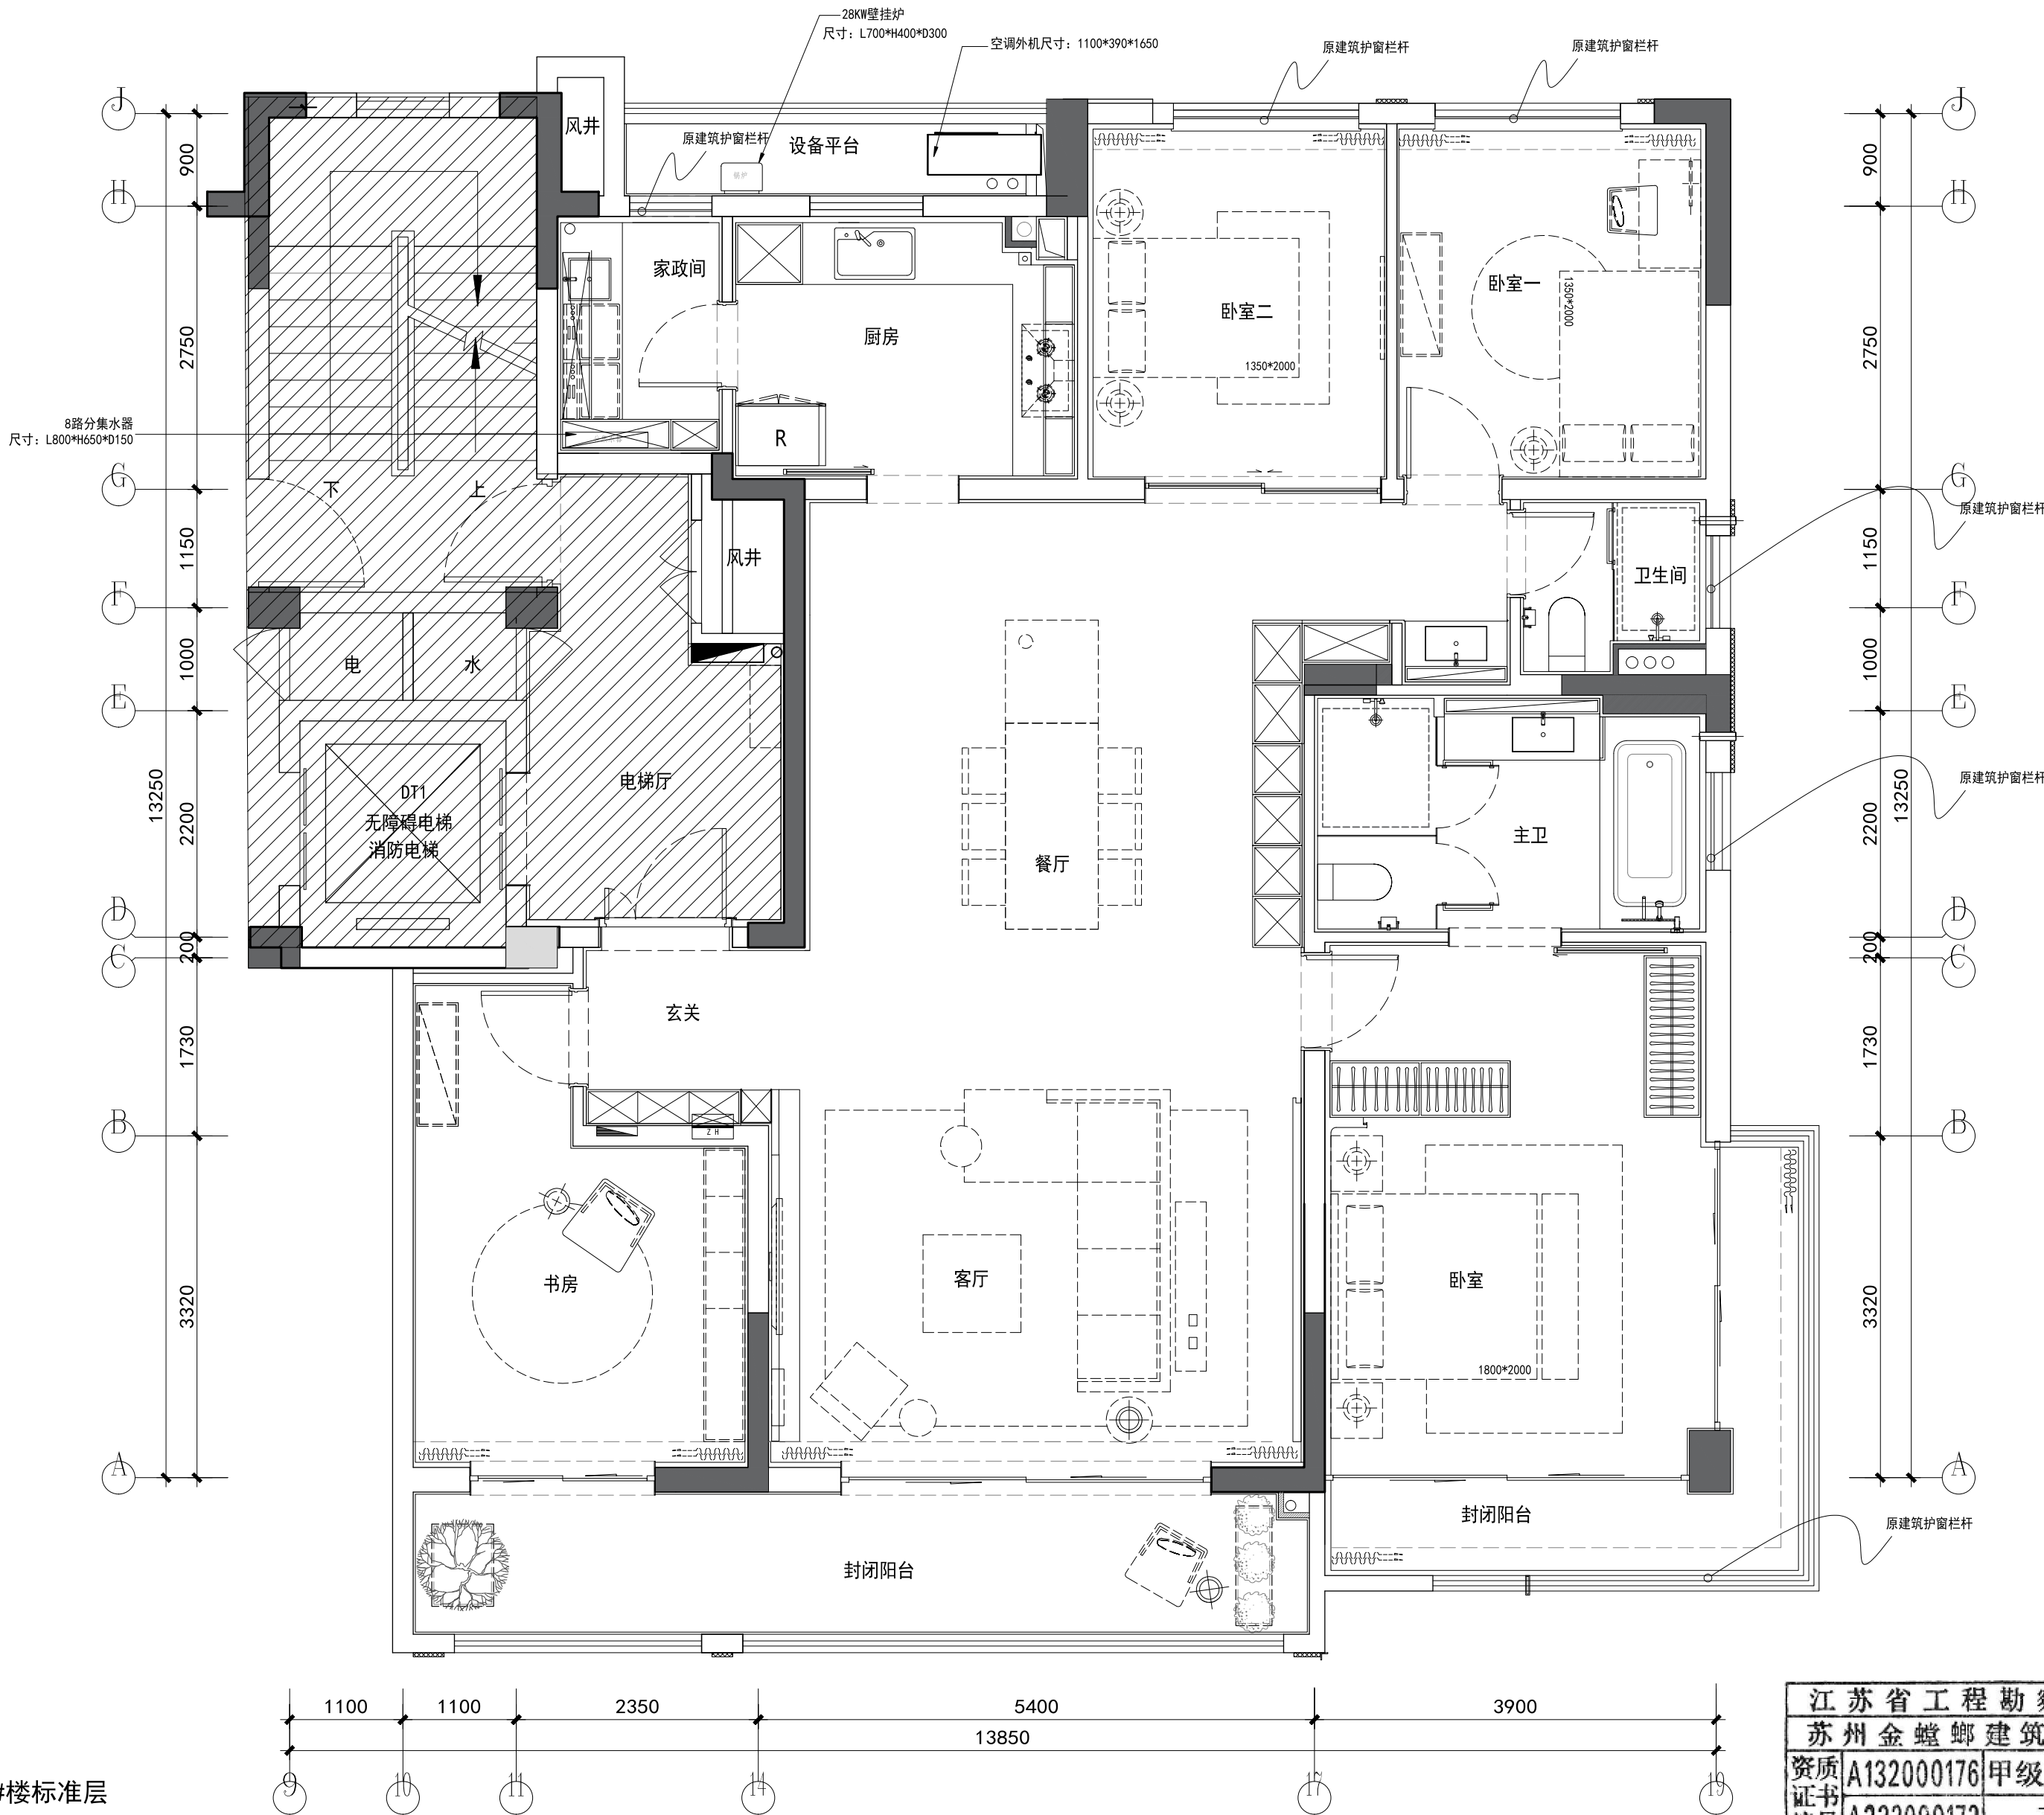 28KW壁挂炉
尺寸：L700*H400*D300
空调外机尺寸：1100*390*1650
原建筑护窗栏杆
原建筑护窗栏杆
J
J
风井
原建筑护窗栏杆
设备平台
锅炉
900
900
H
H
家政间
卧室一
1350*2000
卧室二
厨房
2750
2750
1350*2000
8路分集水器
尺寸：L800*H650*D150
R
G
下
上
G
原建筑护窗栏杆
1150
风井
1150
卫生间
F
F
电
水
1000
1000
E
E
电梯厅
原建筑护窗栏杆
13250
DT1
13250
无障碍电梯
2200
2200
消防电梯
主卫
餐厅
D
D
200
200
C
C
玄关
1730
1730
B
Z H
B
书房
客厅
卧室
3320
3320
1800*2000
A
A
封闭阳台
原建筑护窗栏杆
封闭阳台
江苏省工程勘
1100
1100
2350
5400
3900
苏州金螳螂建筑
13850
资质
证书
A132000176
甲级
9
10
11
14
17
19
#楼标准层